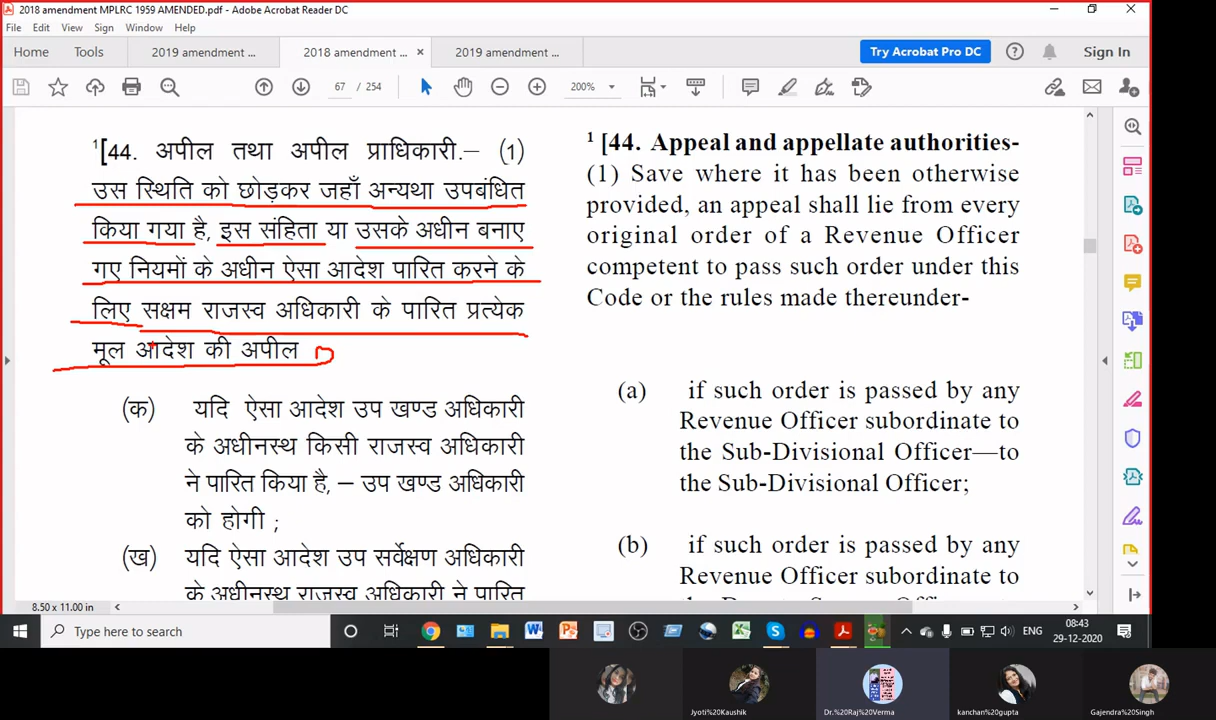 2018 amendment MPLRC 1959 AMENDED.pdf - Adobe Acrobat Reader DC
File Edit View Sign Window Help
Home Tools 2019 amendment ... 2018 amendment ... × 2019 amendment ... Try Acrobat Pro DC Sign In
67 / 254 200%
¹[44. अपील तथा अपील प्राधिकारी.– (1)
उस स्थिति को छोड़कर जहाँ अन्यथा उपबंधित
किया गया है, इस संहिता या उसके अधीन बनाए
गए नियमों के अधीन ऐसा आदेश पारित करने के
लिए सक्षम राजस्व अधिकारी के पारित प्रत्येक
मूल आदेश की अपील
(क) यदि ऐसा आदेश उप खण्ड अधिकारी
के अधीनस्थ किसी राजस्व अधिकारी
ने पारित किया है, – उप खण्ड अधिकारी
को होगी ;
(ख) यदि ऐसा आदेश उप सर्वेक्षण अधिकारी
के अधीनस्थ राजस्व अधिकारी ने पारित
¹ [44. Appeal and appellate authorities-
(1) Save where it has been otherwise
provided, an appeal shall lie from every
original order of a Revenue Officer
competent to pass such order under this
Code or the rules made thereunder-
(a) if such order is passed by any
Revenue Officer subordinate to
the Sub-Divisional Officer—to
the Sub-Divisional Officer;
(b) if such order is passed by any
Revenue Officer subordinate to
8.50 x 11.00 in
Type here to search
ENG
08:43
29-12-2020
Jyoti%20Kaushik
Dr.%20Raj%20Verma
kanchan%20gupta
Gajendra%20Singh